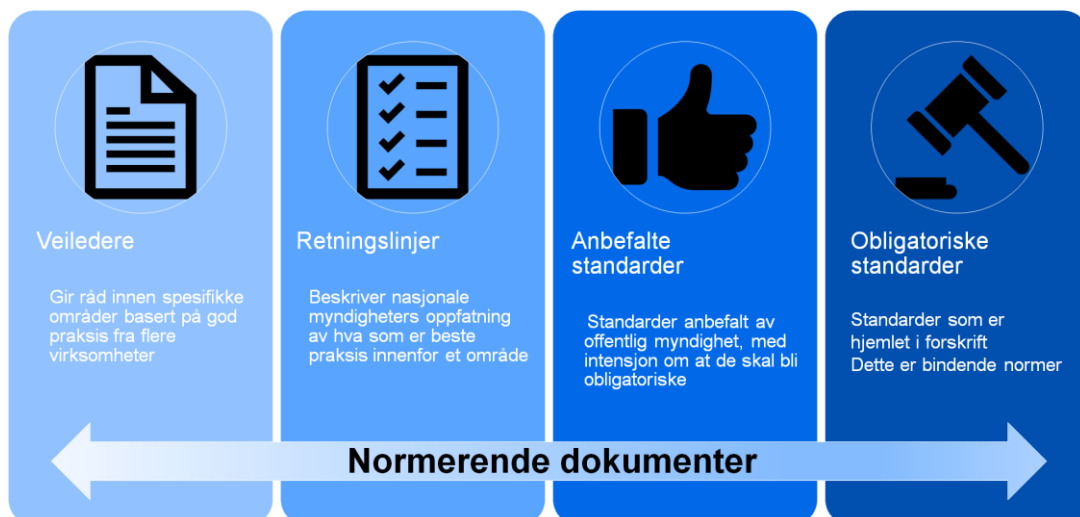 Veiledere
Gir råd innen spesifikke
områder basert på god
praksis fra flere
virksomheter
Retningslinjer
Beskriver nasjonale
myndigheters oppfatning
av hva som er beste
praksis innenfor et område
Anbefalte
standarder
Standarder anbefalt av
offentlig myndighet, med
intensjon om at de skal bli
obligatoriske
Obligatoriske
standarder
Standarder som er
hjemlet i forskrift
Dette er bindende normer
Normerende dokumenter